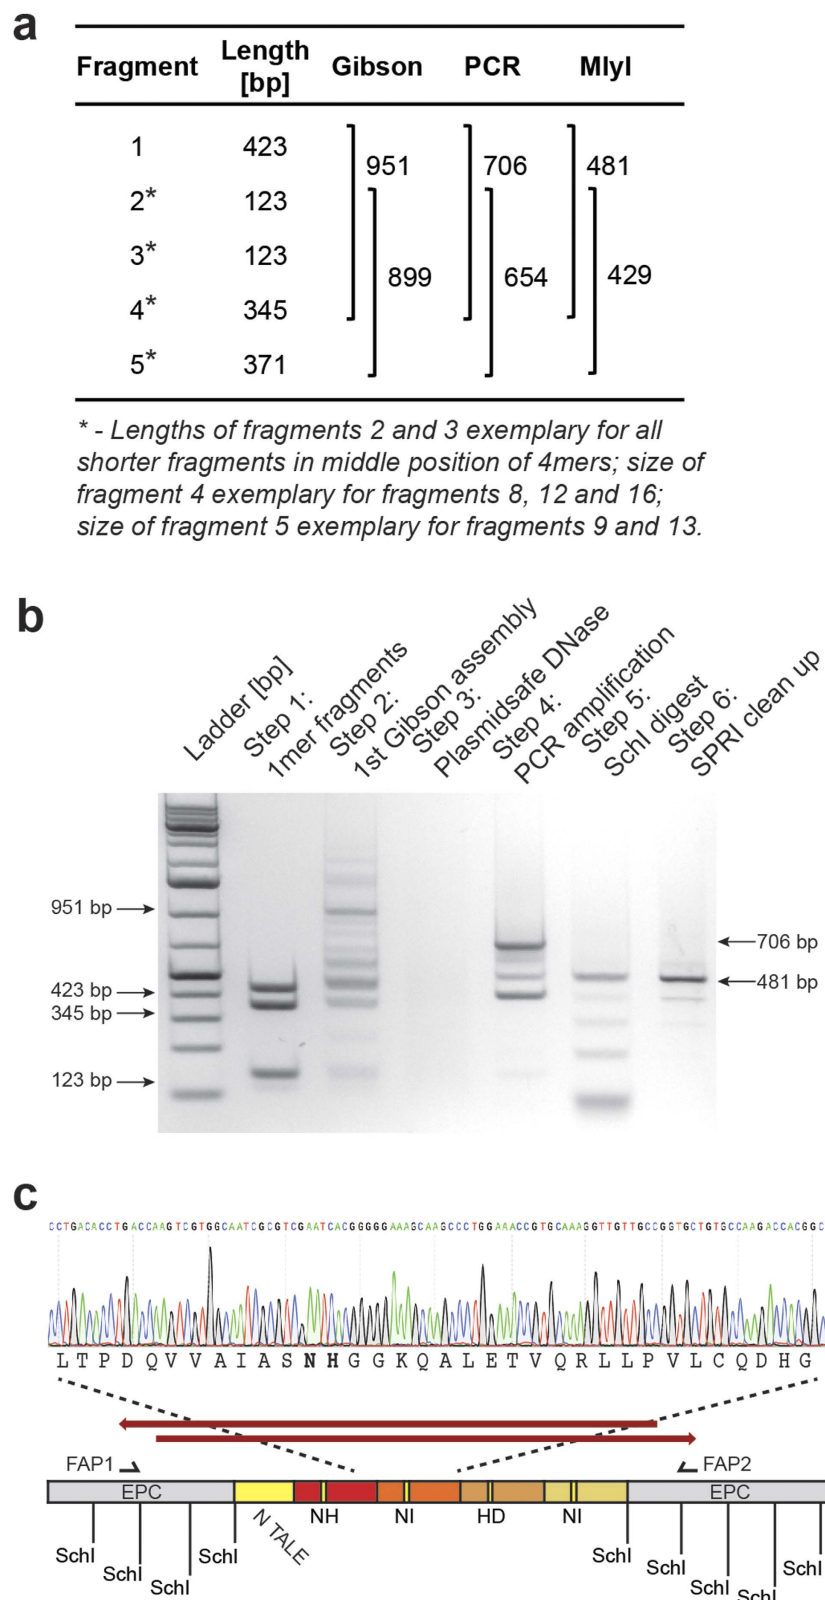 a
Fragment Length [bp] Gibson PCR MlyI
1 423 951 706 481
2* 123
3* 123 899 654 429
4* 345
5* 371
* - Lengths of fragments 2 and 3 exemplary for all
shorter fragments in middle position of 4mers; size of
fragment 4 exemplary for fragments 8, 12 and 16;
size of fragment 5 exemplary for fragments 9 and 13.
b
Ladder [bp]
Step 1:
1mer fragments
Step 2:
1st Gibson assembly
Step 3:
Plasmidsafe DNase
Step 4:
PCR amplification
Step 5:
SchI digest
Step 6:
SPRI clean up
951 bp
423 bp
345 bp
123 bp
706 bp
481 bp
c
CCTGACACCTGACCAAGTCGTGGCAATCGCGTCGAATCACGGGGGAAAGCAAGCCCTGGAAACCGTGCAAAGGTTGTTGCCGGTGCTGTGCCAAGACCACGGC
L T P D Q V V A I A S N H G G K Q A L E T V Q R L L P V L C Q D H G
FAP1 FAP2
EPC EPC
N TALE NH NI HD NI
SchI SchI SchI SchI SchI SchI SchI SchI SchI